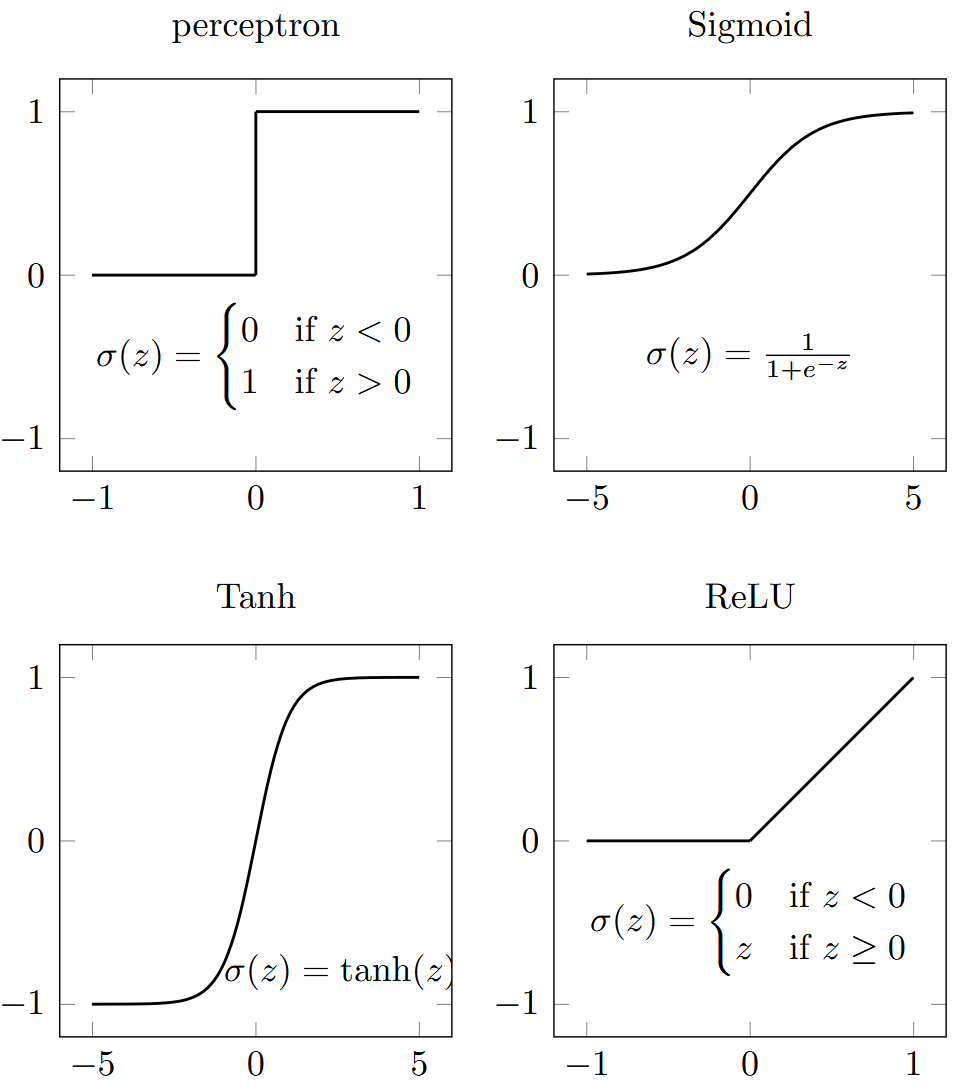 perceptron
1
0
−1
σ(z) = {0 if z < 0
1 if z > 0
−1 0 1
Sigmoid
1
0
−1
σ(z) = 1/(1+e^{−z})
−5 0 5
Tanh
1
0
−1
σ(z) = tanh(z)
−5 0 5
ReLU
1
0
−1
σ(z) = {0 if z < 0
z if z ≥ 0
−1 0 1